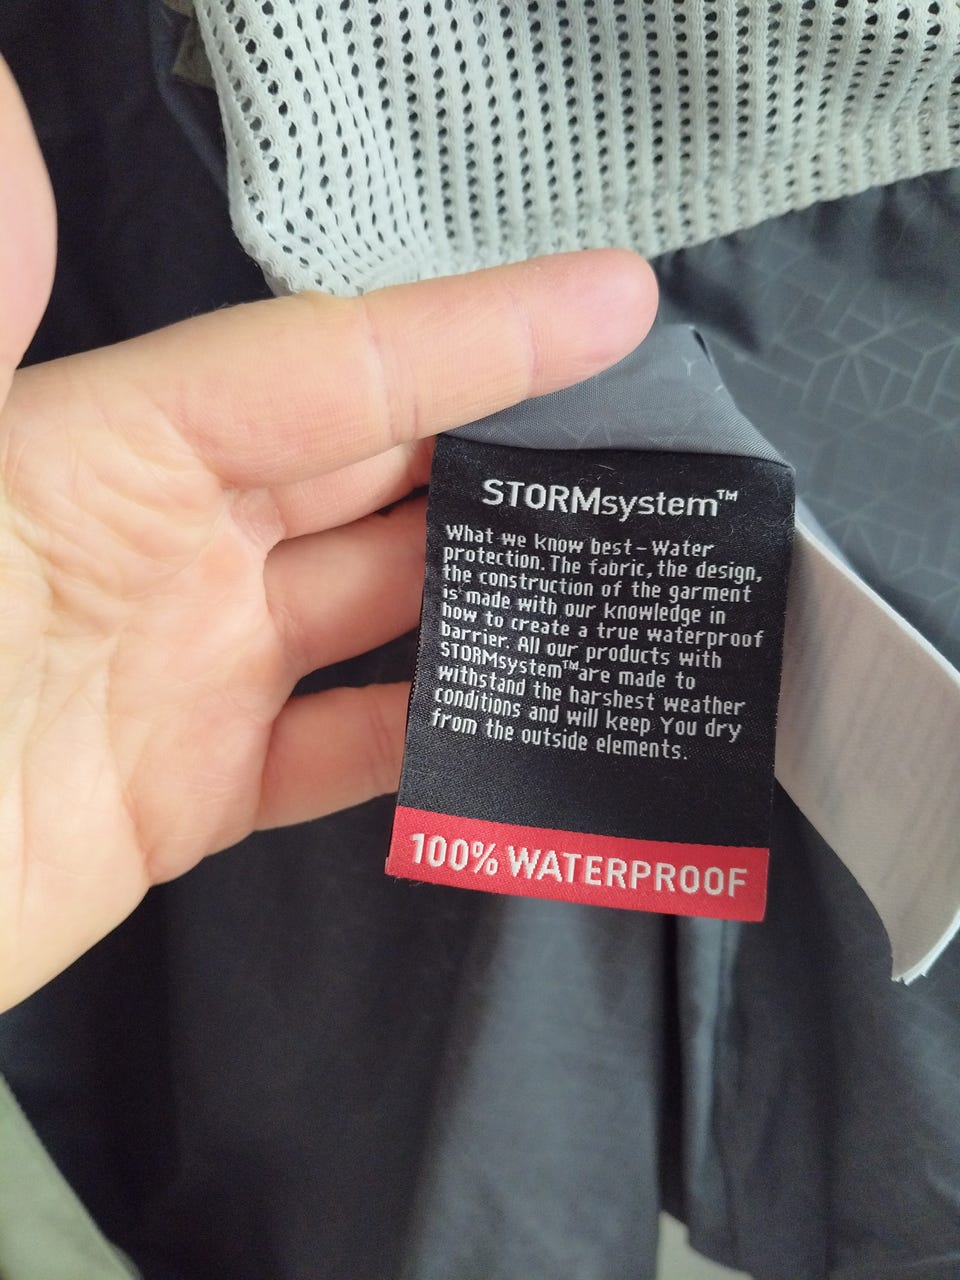 STORMsystem™
What we know best - Water
protection. The fabric, the design,
the construction of the garment
is made with our knowledge in
how to create a true waterproof
barrier. All our products with
STORMsystem™ are made to
withstand the harshest weather
conditions and will keep You dry
from the outside elements.
100% WATERPROOF